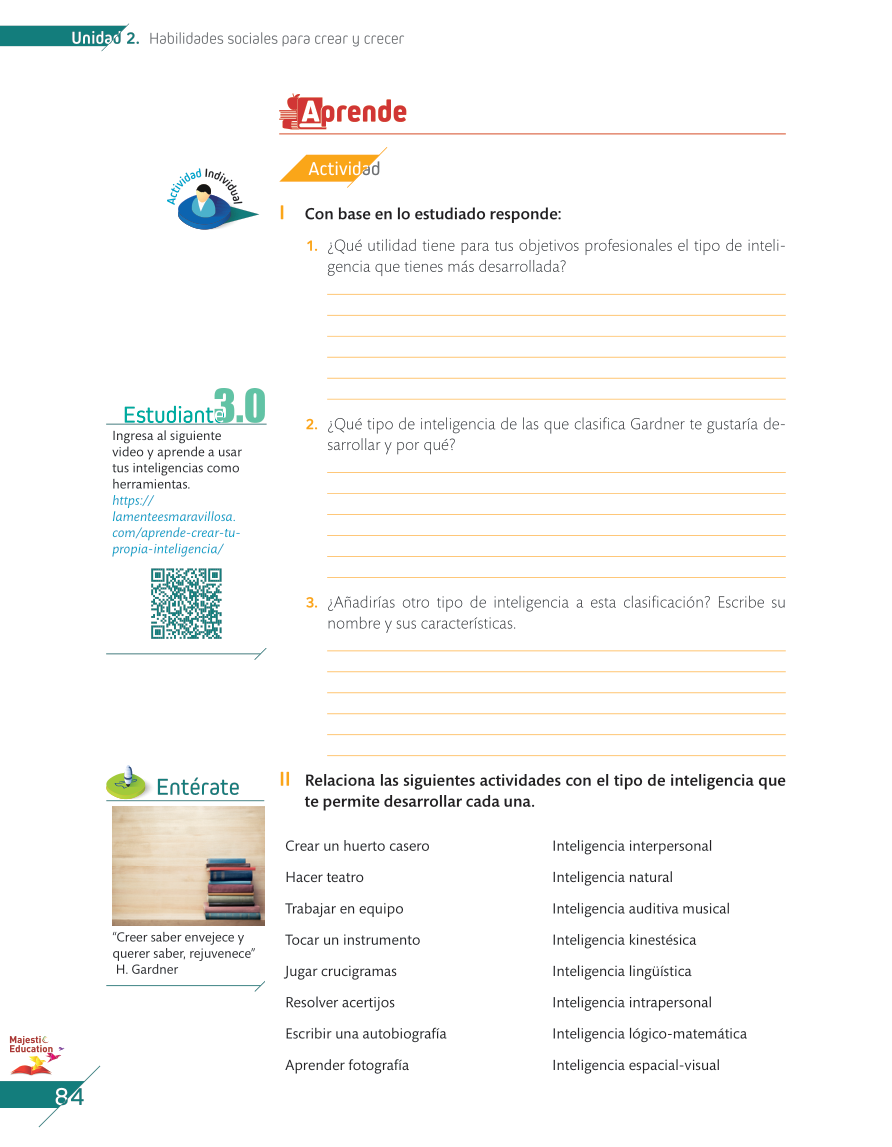 Unidad 2. Habilidades sociales para crear y crecer
Aprende
Actividad
Actividad Individual
I Con base en lo estudiado responde:
1. ¿Qué utilidad tiene para tus objetivos profesionales el tipo de inteli-
gencia que tienes más desarrollada?
2. ¿Qué tipo de inteligencia de las que clasifica Gardner te gustaría de-
sarrollar y por qué?
3. ¿Añadirías otro tipo de inteligencia a esta clasificación? Escribe su
nombre y sus características.
Estudiante 3.0
Ingresa al siguiente
video y aprende a usar
tus inteligencias como
herramientas.
https://
lamenteesmaravillosa.
com/aprende-crear-tu-
propia-inteligencia/
Entérate
“Creer saber envejece y
querer saber, rejuvenece”
H. Gardner
II Relaciona las siguientes actividades con el tipo de inteligencia que
te permite desarrollar cada una.
Crear un huerto casero Inteligencia interpersonal
Hacer teatro Inteligencia natural
Trabajar en equipo Inteligencia auditiva musical
Tocar un instrumento Inteligencia kinestésica
Jugar crucigramas Inteligencia lingüística
Resolver acertijos Inteligencia intrapersonal
Escribir una autobiografía Inteligencia lógico-matemática
Aprender fotografía Inteligencia espacial-visual
Majestic
Education
84